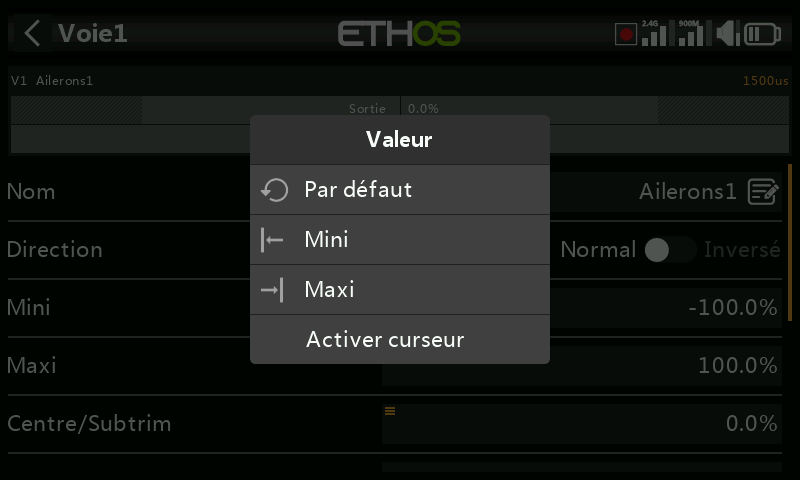 Voie1
ETHOS
2.4G 900M
V1 Ailerons1 1500us
Sortie 0.0%
Valeur
Par défaut
Mini
Maxi
Activer curseur
Nom Ailerons1
Direction Normal Inversé
Mini -100.0%
Maxi 100.0%
Centre/Subtrim 0.0%